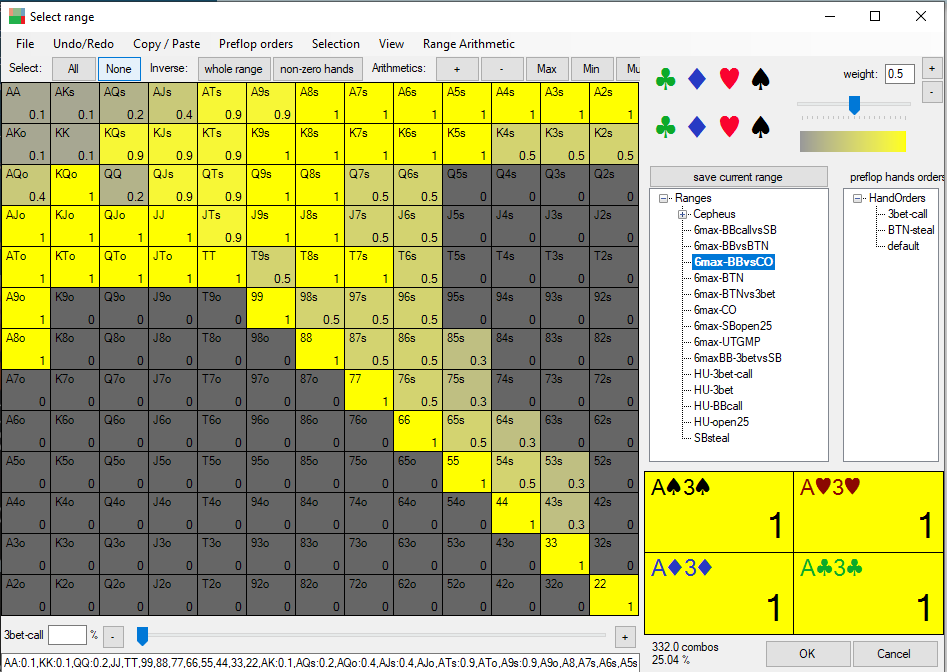 Select range
File Undo/Redo Copy / Paste Preflop orders Selection View Range Arithmetic
Select: All None Inverse: whole range non-zero hands Arithmetics: + - Max Min Mu
AA AKs AQs AJs ATs A9s A8s A7s A6s A5s A4s A3s A2s
0.1 0.1 0.2 0.4 0.9 0.9 1 1 1 1 1 1 1
AKo KK KQs KJs KTs K9s K8s K7s K6s K5s K4s K3s K2s
0.1 0.1 0.9 0.9 0.9 1 1 1 1 1 0.5 0.5 0.5
AQo KQo QQ QJs QTs Q9s Q8s Q7s Q6s Q5s Q4s Q3s Q2s
0.4 1 0.2 0.9 0.9 1 1 0.5 0.5 0 0 0 0
AJo KJo QJo JJ JTs J9s J8s J7s J6s J5s J4s J3s J2s
1 1 1 1 0.9 1 1 0.5 0.5 0 0 0 0
ATo KTo QTo JTo TT T9s T8s T7s T6s T5s T4s T3s T2s
1 1 1 1 1 0.5 1 1 0.5 0 0 0 0
A9o K9o Q9o J9o T9o 99 98s 97s 96s 95s 94s 93s 92s
1 0 0 0 0 1 0.5 0.5 0.5 0 0 0 0
A8o K8o Q8o J8o T8o 98o 88 87s 86s 85s 84s 83s 82s
1 0 0 0 0 0 1 0.5 0.5 0.3 0 0 0
A7o K7o Q7o J7o T7o 97o 87o 77 76s 75s 74s 73s 72s
0 0 0 0 0 0 0 1 0.5 0.3 0 0 0
A6o K6o Q6o J6o T6o 96o 86o 76o 66 65s 64s 63s 62s
0 0 0 0 0 0 0 0 1 0.5 0.3 0 0
A5o K5o Q5o J5o T5o 95o 85o 75o 65o 55 54s 53s 52s
0 0 0 0 0 0 0 0 0 1 0.5 0.3 0
A4o K4o Q4o J4o T4o 94o 84o 74o 64o 54o 44 43s 42s
0 0 0 0 0 0 0 0 0 0 1 0.3 0
A3o K3o Q3o J3o T3o 93o 83o 73o 63o 53o 43o 33 32s
0 0 0 0 0 0 0 0 0 0 0 1 0
A2o K2o Q2o J2o T2o 92o 82o 72o 62o 52o 42o 32o 22
0 0 0 0 0 0 0 0 0 0 0 0 1
3bet-call % - +
AA:0.1,KK:0.1,QQ:0.2,JJ,TT,99,88,77,66,55,44,33,22,AK:0.1,AQs:0.2,AQo:0.4,AJs:0.4,AJo,ATs:0.9,ATo,A9s:0.9,A9o,A8,A7s,A6s,A5s
♣ ♦ ♥ ♠
♣ ♦ ♥ ♠
weight: 0.5
+
-
save current range
Ranges
Cepheus
6max-BBcallvsSB
6max-BBvsBTN
6max-BBvsCO
6max-BTN
6max-BTNvs3bet
6max-CO
6max-SBopen25
6max-UTGMP
6maxBB-3betvsSB
HU-3bet-call
HU-3bet
HU-BBcall
HU-open25
SBsteal
preflop hands orders
HandOrders
3bet-call
BTN-steal
default
A♠3♠ A♥3♥
1 1
A♦3♦ A♣3♣
1 1
332.0 combos
25.04 %
OK Cancel